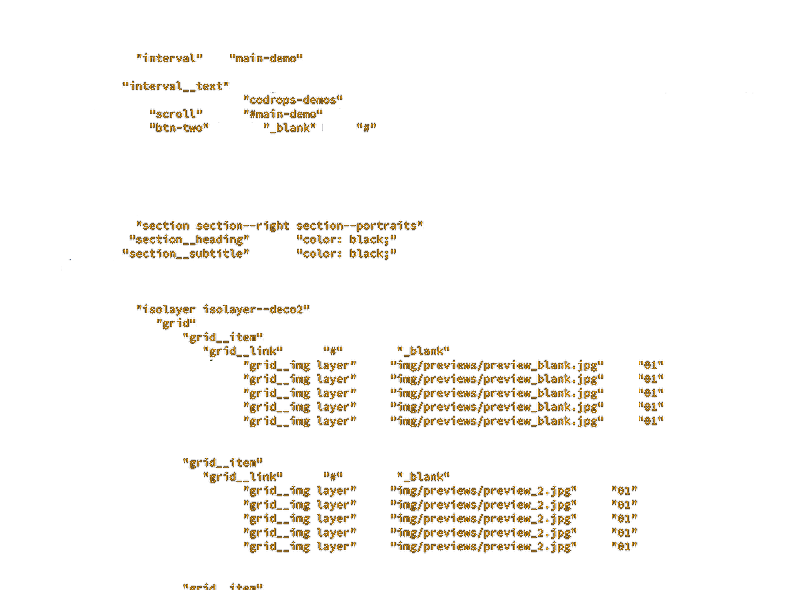 "interval" "main-demo"
"interval__text"
"codrops-demos"
"scroll" "#main-demo"
"btn-two" "_blank" "#"
"section section--right section--portraits"
"section__heading" "color: black;"
"section__subtitle" "color: black;"
"isolayer isolayer--deco2"
"grid"
"grid__item"
"grid__link" "#" "_blank"
"grid__img layer" "img/previews/preview_blank.jpg" "01"
"grid__img layer" "img/previews/preview_blank.jpg" "01"
"grid__img layer" "img/previews/preview_blank.jpg" "01"
"grid__img layer" "img/previews/preview_blank.jpg" "01"
"grid__img layer" "img/previews/preview_blank.jpg" "01"
"grid__item"
"grid__link" "#" "_blank"
"grid__img layer" "img/previews/preview_2.jpg" "01"
"grid__img layer" "img/previews/preview_2.jpg" "01"
"grid__img layer" "img/previews/preview_2.jpg" "01"
"grid__img layer" "img/previews/preview_2.jpg" "01"
"grid__img layer" "img/previews/preview_2.jpg" "01"
"grid__item"